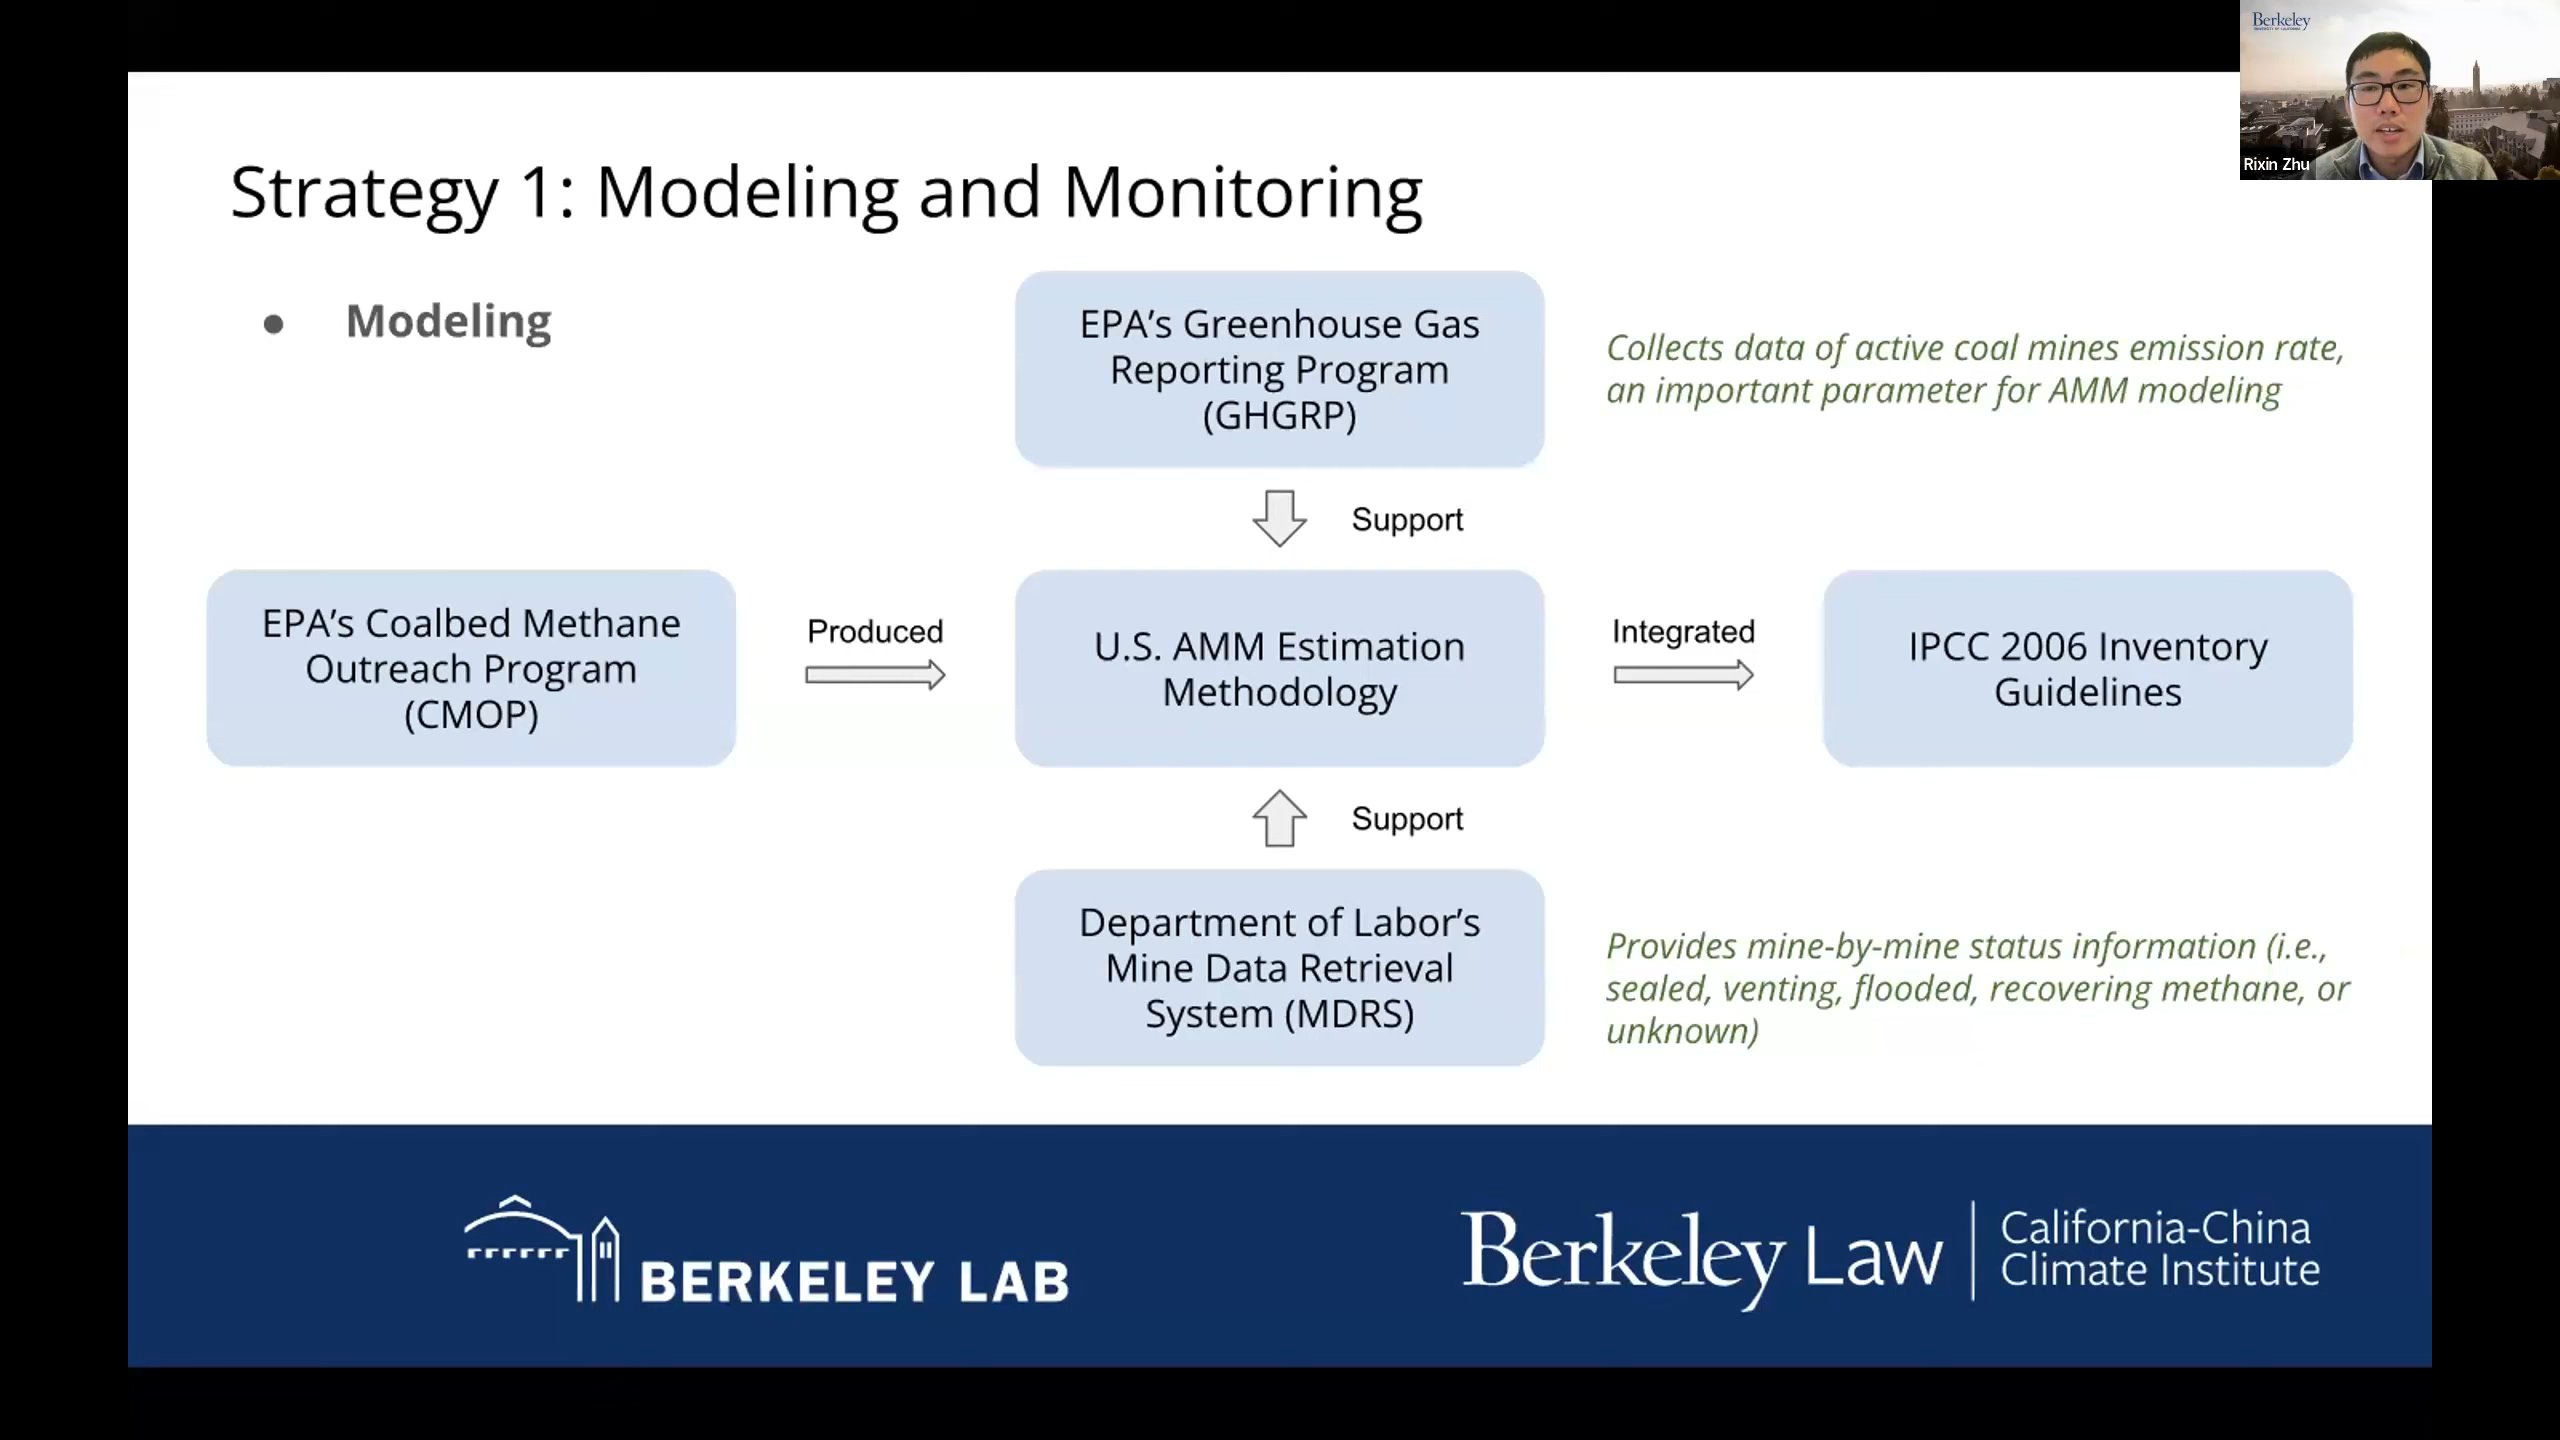 Berkeley
Rixin Zhu
Strategy 1: Modeling and Monitoring
● Modeling
EPA’s Greenhouse Gas
Reporting Program
(GHGRP)
Collects data of active coal mines emission rate,
an important parameter for AMM modeling
Support
EPA’s Coalbed Methane
Outreach Program
(CMOP)
Produced
U.S. AMM Estimation
Methodology
Integrated
IPCC 2006 Inventory
Guidelines
Support
Department of Labor’s
Mine Data Retrieval
System (MDRS)
Provides mine-by-mine status information (i.e.,
sealed, venting, flooded, recovering methane, or
unknown)
BERKELEY LAB
Berkeley Law
California-China
Climate Institute